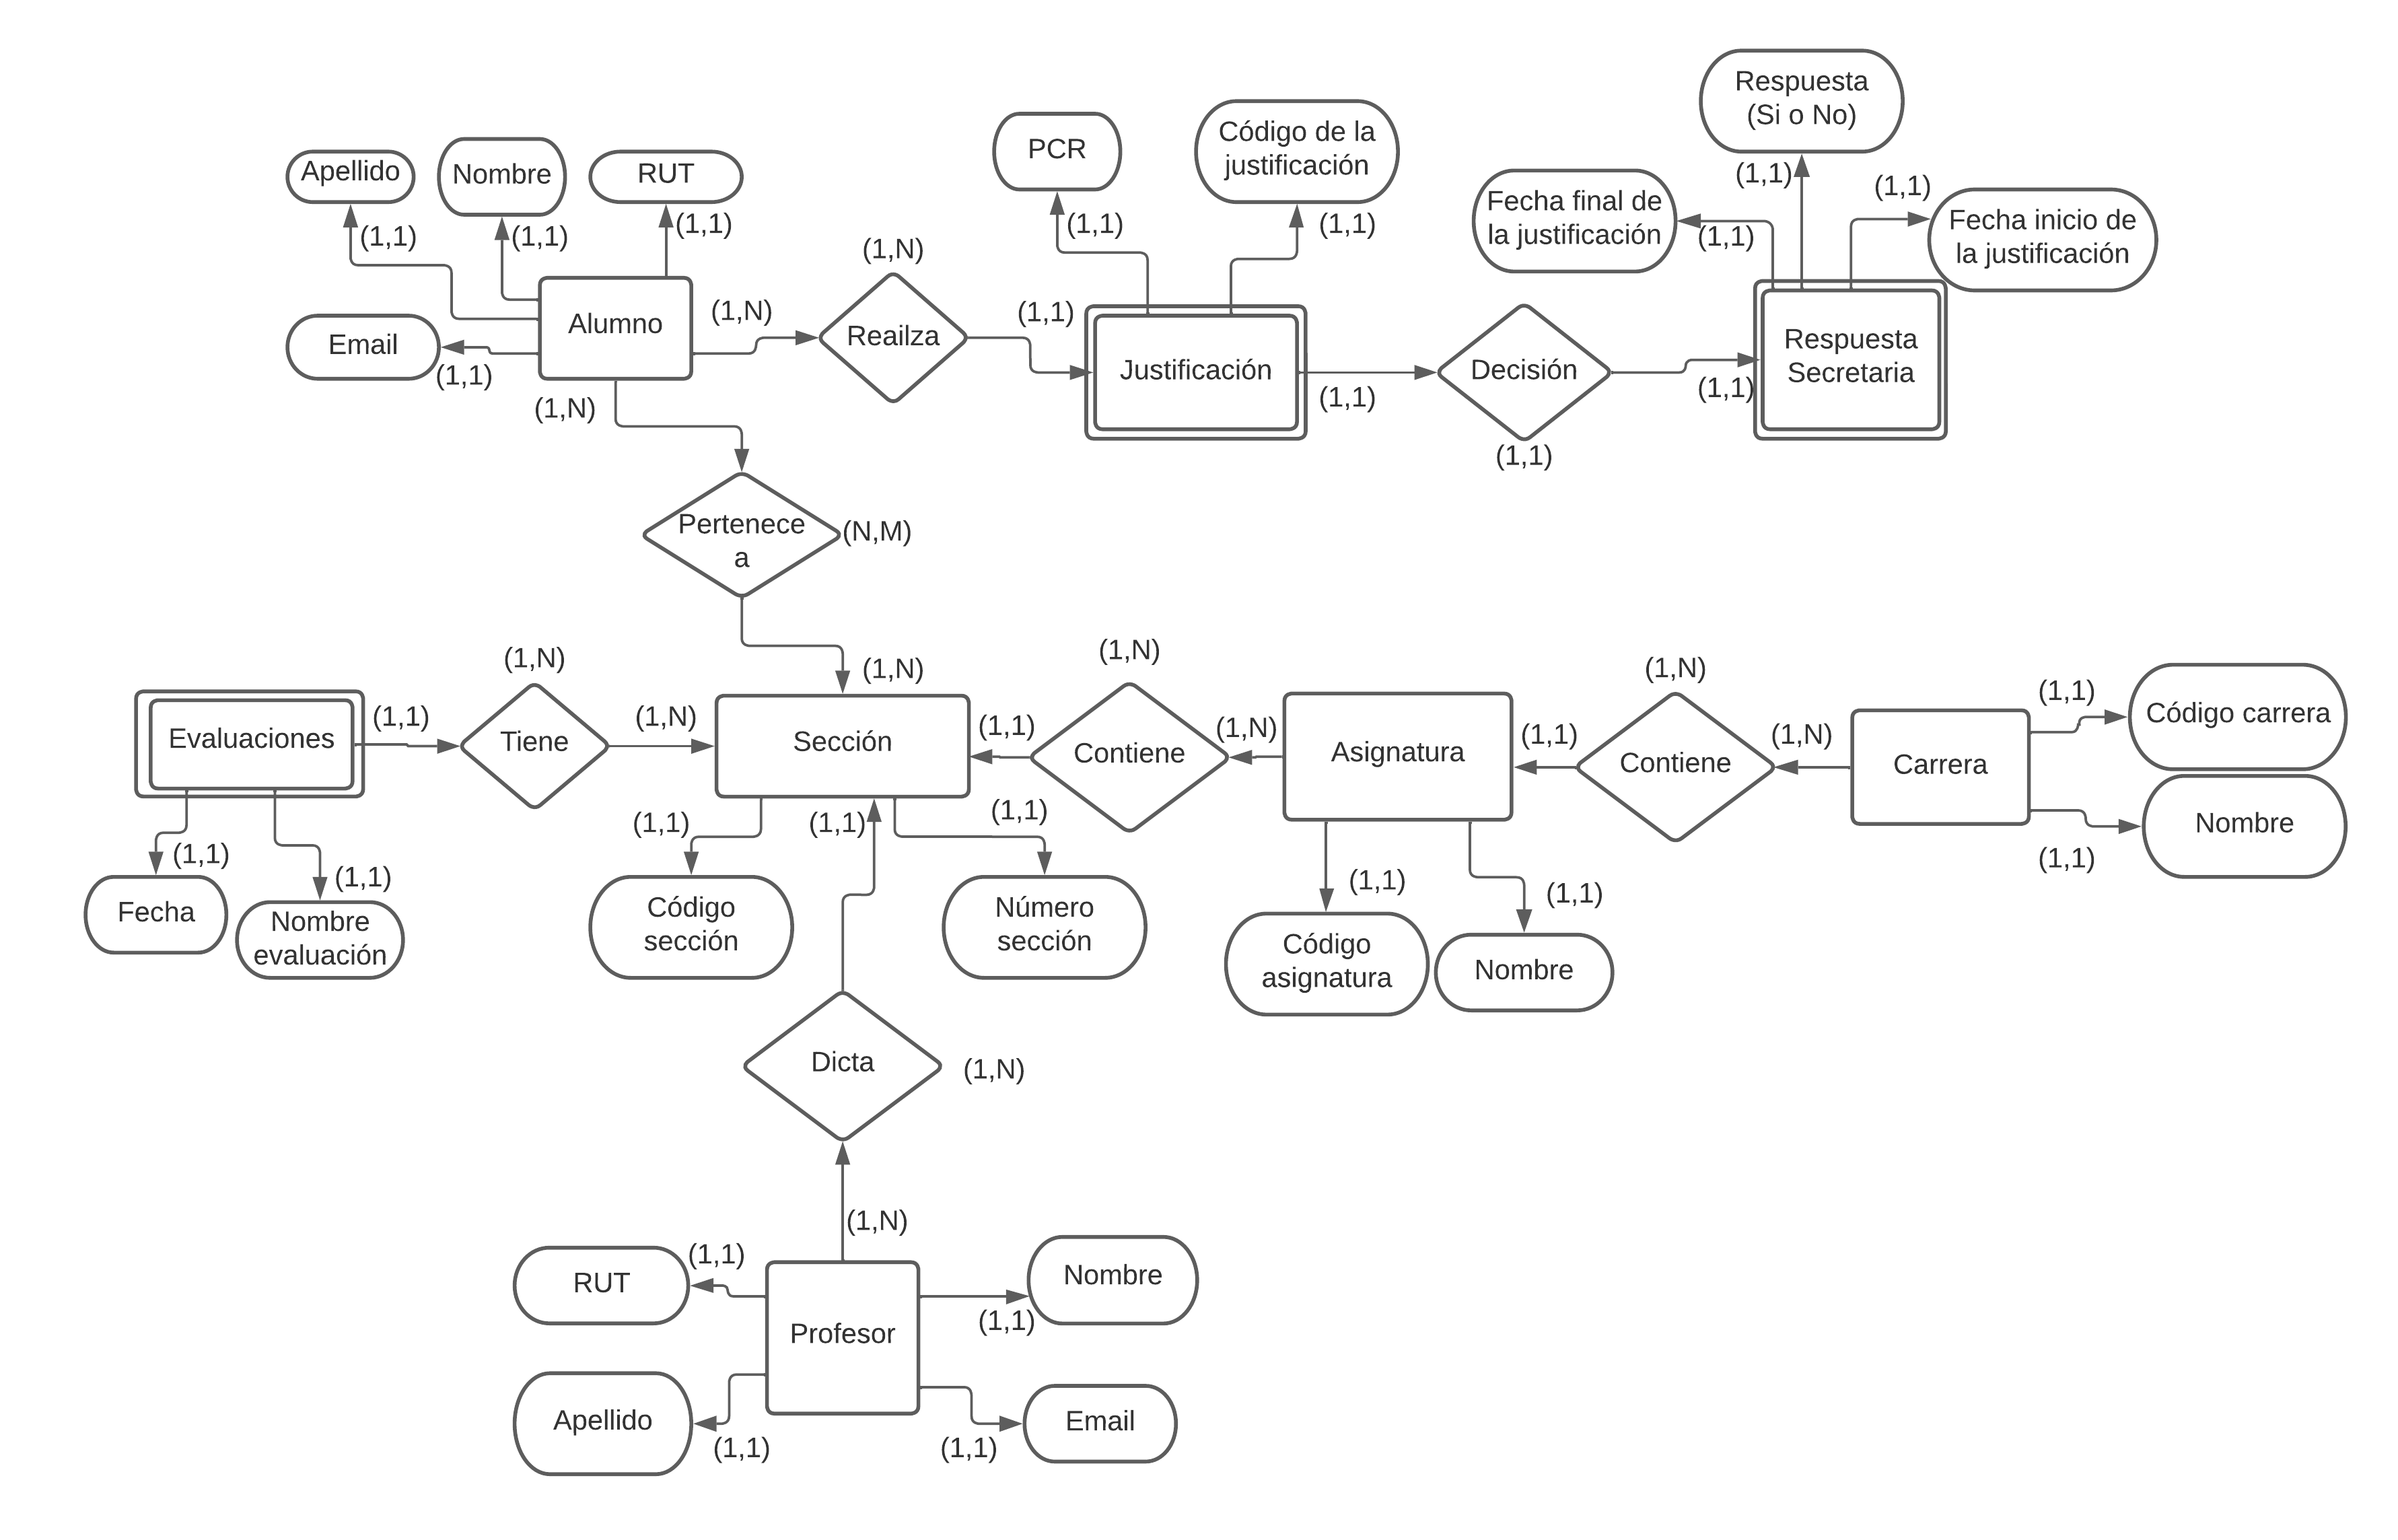 Respuesta
(Si o No)
PCR
Código de la
justificación
Apellido
Nombre
RUT
(1,1)
(1,1)
Fecha final de
la justificación
Fecha inicio de
la justificación
(1,1)
(1,1)
(1,1)
(1,1)
(1,1)
(1,1)
(1,N)
Alumno
(1,N)
Reailza
(1,1)
Email
(1,1)
Justificación
(1,1)
Decisión
(1,1)
Respuesta
Secretaria
(1,1)
(1,N)
Pertenece
a
(N,M)
(1,N)
(1,N)
(1,N)
(1,N)
Evaluaciones
(1,1)
Tiene
(1,N)
Sección
(1,1)
Contiene
(1,N)
Asignatura
(1,1)
Contiene
(1,N)
Carrera
(1,1)
Código carrera
Nombre
(1,1)
(1,1)
(1,1)
(1,1)
(1,1)
(1,1)
(1,1)
(1,1)
Fecha
Nombre
evaluación
Código
sección
Número
sección
Código
asignatura
Nombre
Dicta
(1,N)
(1,N)
RUT
(1,1)
Nombre
(1,1)
Profesor
Apellido
(1,1)
Email
(1,1)